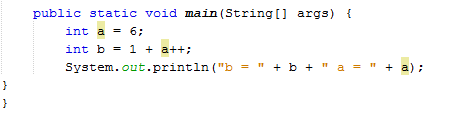 public static void main(String[] args) {
int a = 6;
int b = 1 + a++;
System.out.println("b = " + b + " a = " + a);
}
}